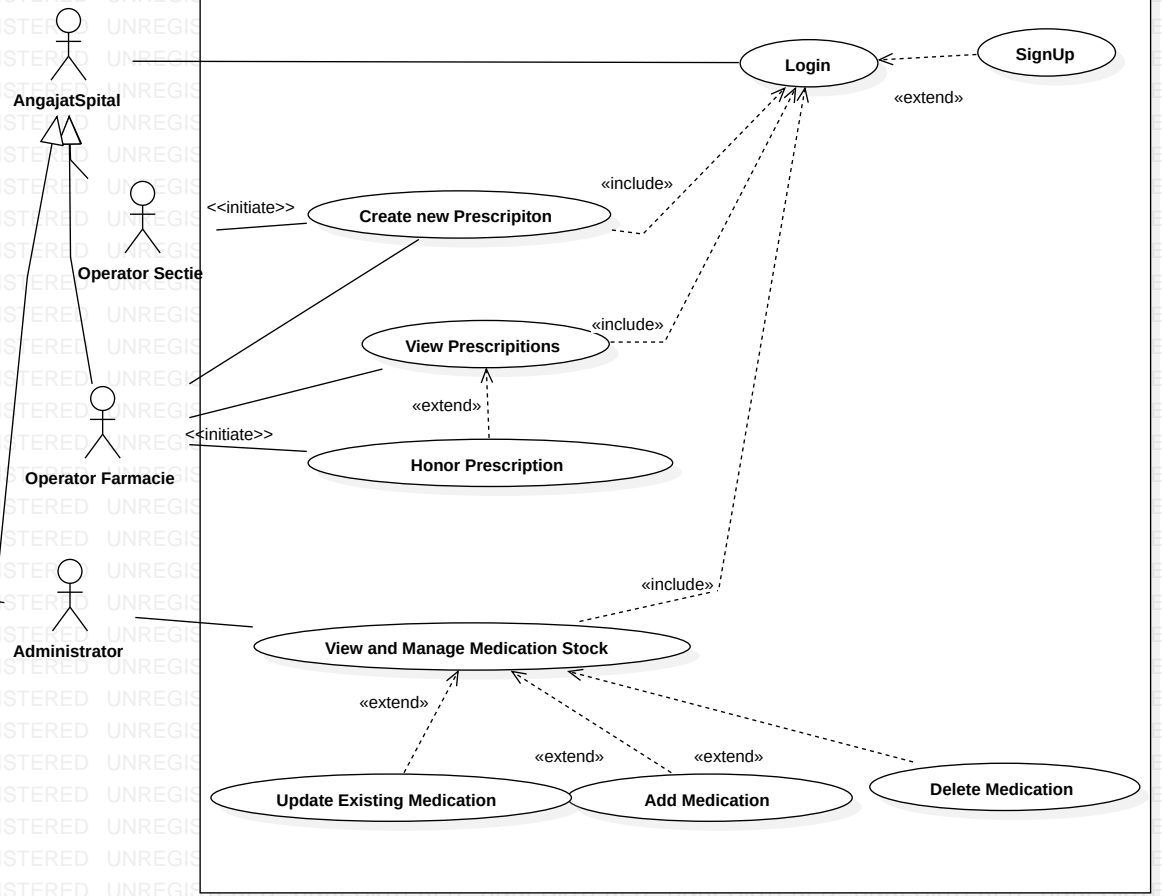 AngajatSpital
Login
SignUp
«extend»
«include»
<<initiate>>
Create new Prescripiton
Operator Sectie
«include»
View Prescripitions
«extend»
<<initiate>>
Honor Prescription
Operator Farmacie
«include»
Administrator
View and Manage Medication Stock
«extend»
«extend»
«extend»
Update Existing Medication
Add Medication
Delete Medication